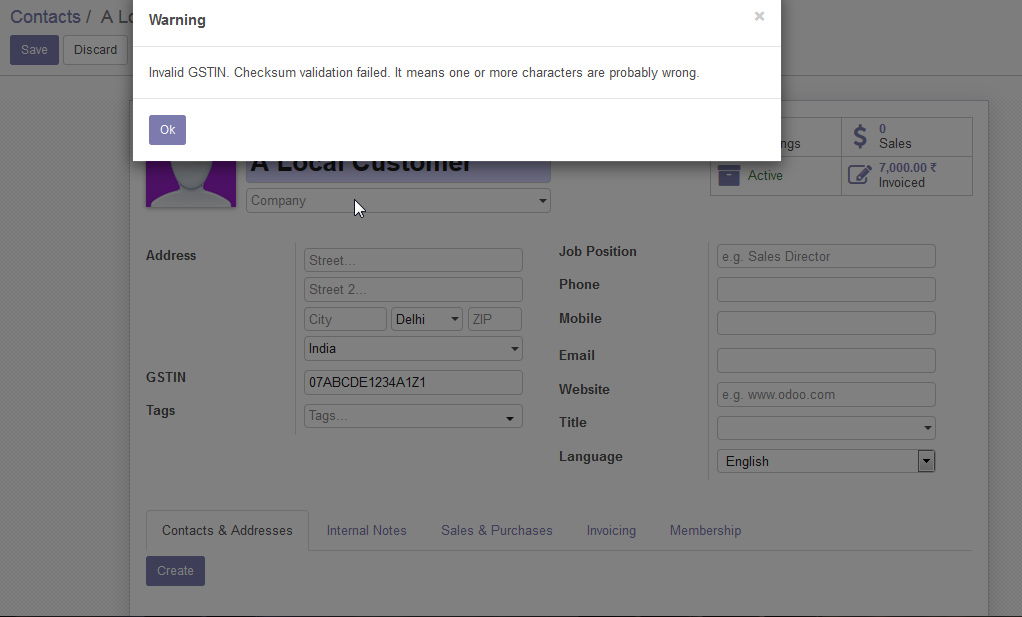 Contacts / A Lo
Warning
×
Save
Discard
Invalid GSTIN. Checksum validation failed. It means one or more characters are probably wrong.
Ok
ngs
0
Sales
A Local Customer
Active
7,000.00 ₹
Invoiced
Company
Address
Street...
Street 2...
City
Delhi
ZIP
India
GSTIN
07ABCDE1234A1Z1
Tags
Tags...
Job Position
e.g. Sales Director
Phone
Mobile
Email
Website
e.g. www.odoo.com
Title
Language
English
Contacts & Addresses
Internal Notes
Sales & Purchases
Invoicing
Membership
Create